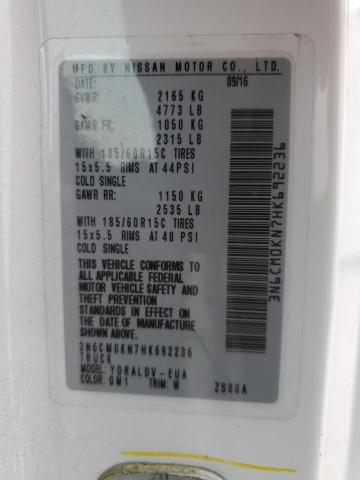 MFD. BY NISSAN MOTOR CO., LTD.
DATE: 09/16
GVWR: 2165 KG
4773 LB
GAWR FR: 1050 KG
2315 LB
WITH 185/60R15C TIRES
15x5.5 RIMS AT 44PSI
COLD SINGLE
GAWR RR: 1150 KG
2535 LB
WITH 185/60R15C TIRES
15x5.5 RIMS AT 48 PSI
COLD SINGLE
THIS VEHICLE CONFORMS TO
ALL APPLICABLE FEDERAL
MOTOR VEHICLE SAFETY
STANDARDS IN EFFECT ON
THE DATE OF MANUFACTURE
SHOWN ABOVE.
3N6CM0KN7HK692236
TRUCK
MODEL: YDRALDV-EUA
COLOR: QM1 TRIM: W 2S00A
3N6CM0KN7HK692236